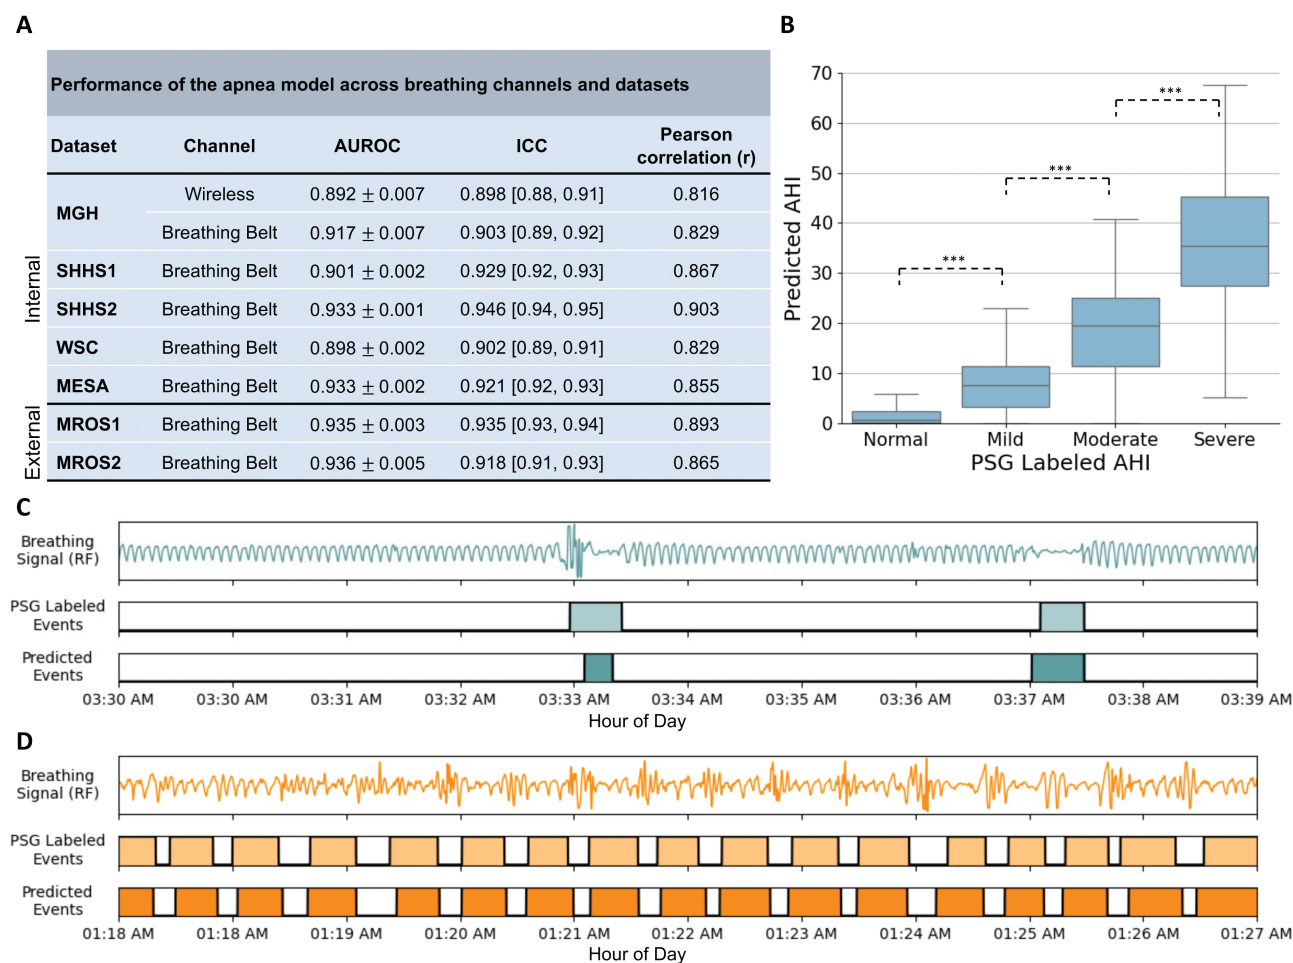 A
Performance of the apnea model across breathing channels and datasets
Dataset Channel AUROC ICC Pearson correlation (r)
Internal
MGH Wireless 0.892 ± 0.007 0.898 [0.88, 0.91] 0.816
Breathing Belt 0.917 ± 0.007 0.903 [0.89, 0.92] 0.829
SHHS1 Breathing Belt 0.901 ± 0.002 0.929 [0.92, 0.93] 0.867
SHHS2 Breathing Belt 0.933 ± 0.001 0.946 [0.94, 0.95] 0.903
WSC Breathing Belt 0.898 ± 0.002 0.902 [0.89, 0.91] 0.829
MESA Breathing Belt 0.933 ± 0.002 0.921 [0.92, 0.93] 0.855
External
MROS1 Breathing Belt 0.935 ± 0.003 0.935 [0.93, 0.94] 0.893
MROS2 Breathing Belt 0.936 ± 0.005 0.918 [0.91, 0.93] 0.865
B
Predicted AHI
70
60
50
40
30
20
10
0
***
***
***
Normal Mild Moderate Severe
PSG Labeled AHI
C
Breathing
Signal (RF)
PSG Labeled
Events
Predicted
Events
03:30 AM 03:30 AM 03:31 AM 03:32 AM 03:33 AM 03:34 AM 03:35 AM 03:36 AM 03:37 AM 03:38 AM 03:39 AM
Hour of Day
D
Breathing
Signal (RF)
PSG Labeled
Events
Predicted
Events
01:18 AM 01:18 AM 01:19 AM 01:20 AM 01:21 AM 01:22 AM 01:23 AM 01:24 AM 01:25 AM 01:26 AM 01:27 AM
Hour of Day